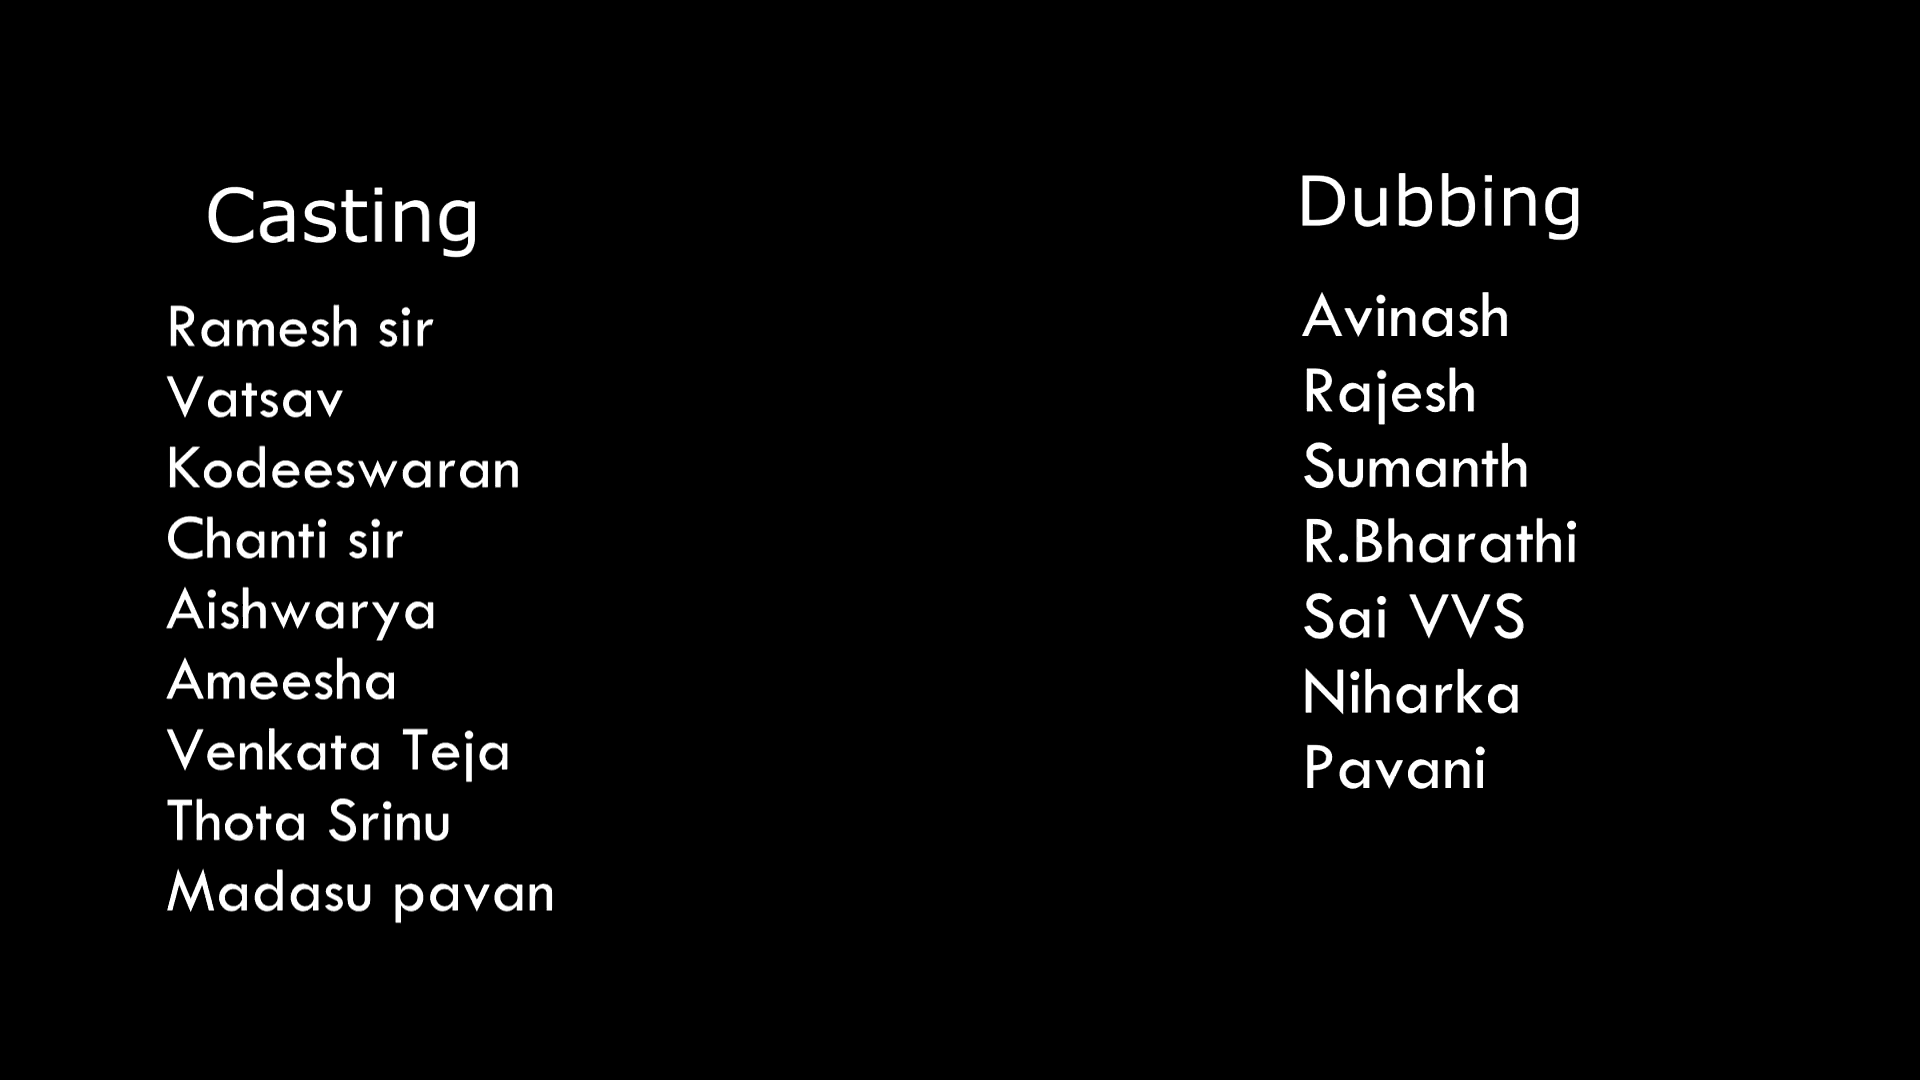 Casting
Ramesh sir
Vatsav
Kodeeswaran
Chanti sir
Aishwarya
Ameesha
Venkata Teja
Thota Srinu
Madasu pavan
Dubbing
Avinash
Rajesh
Sumanth
R.Bharathi
Sai VVS
Niharka
Pavani